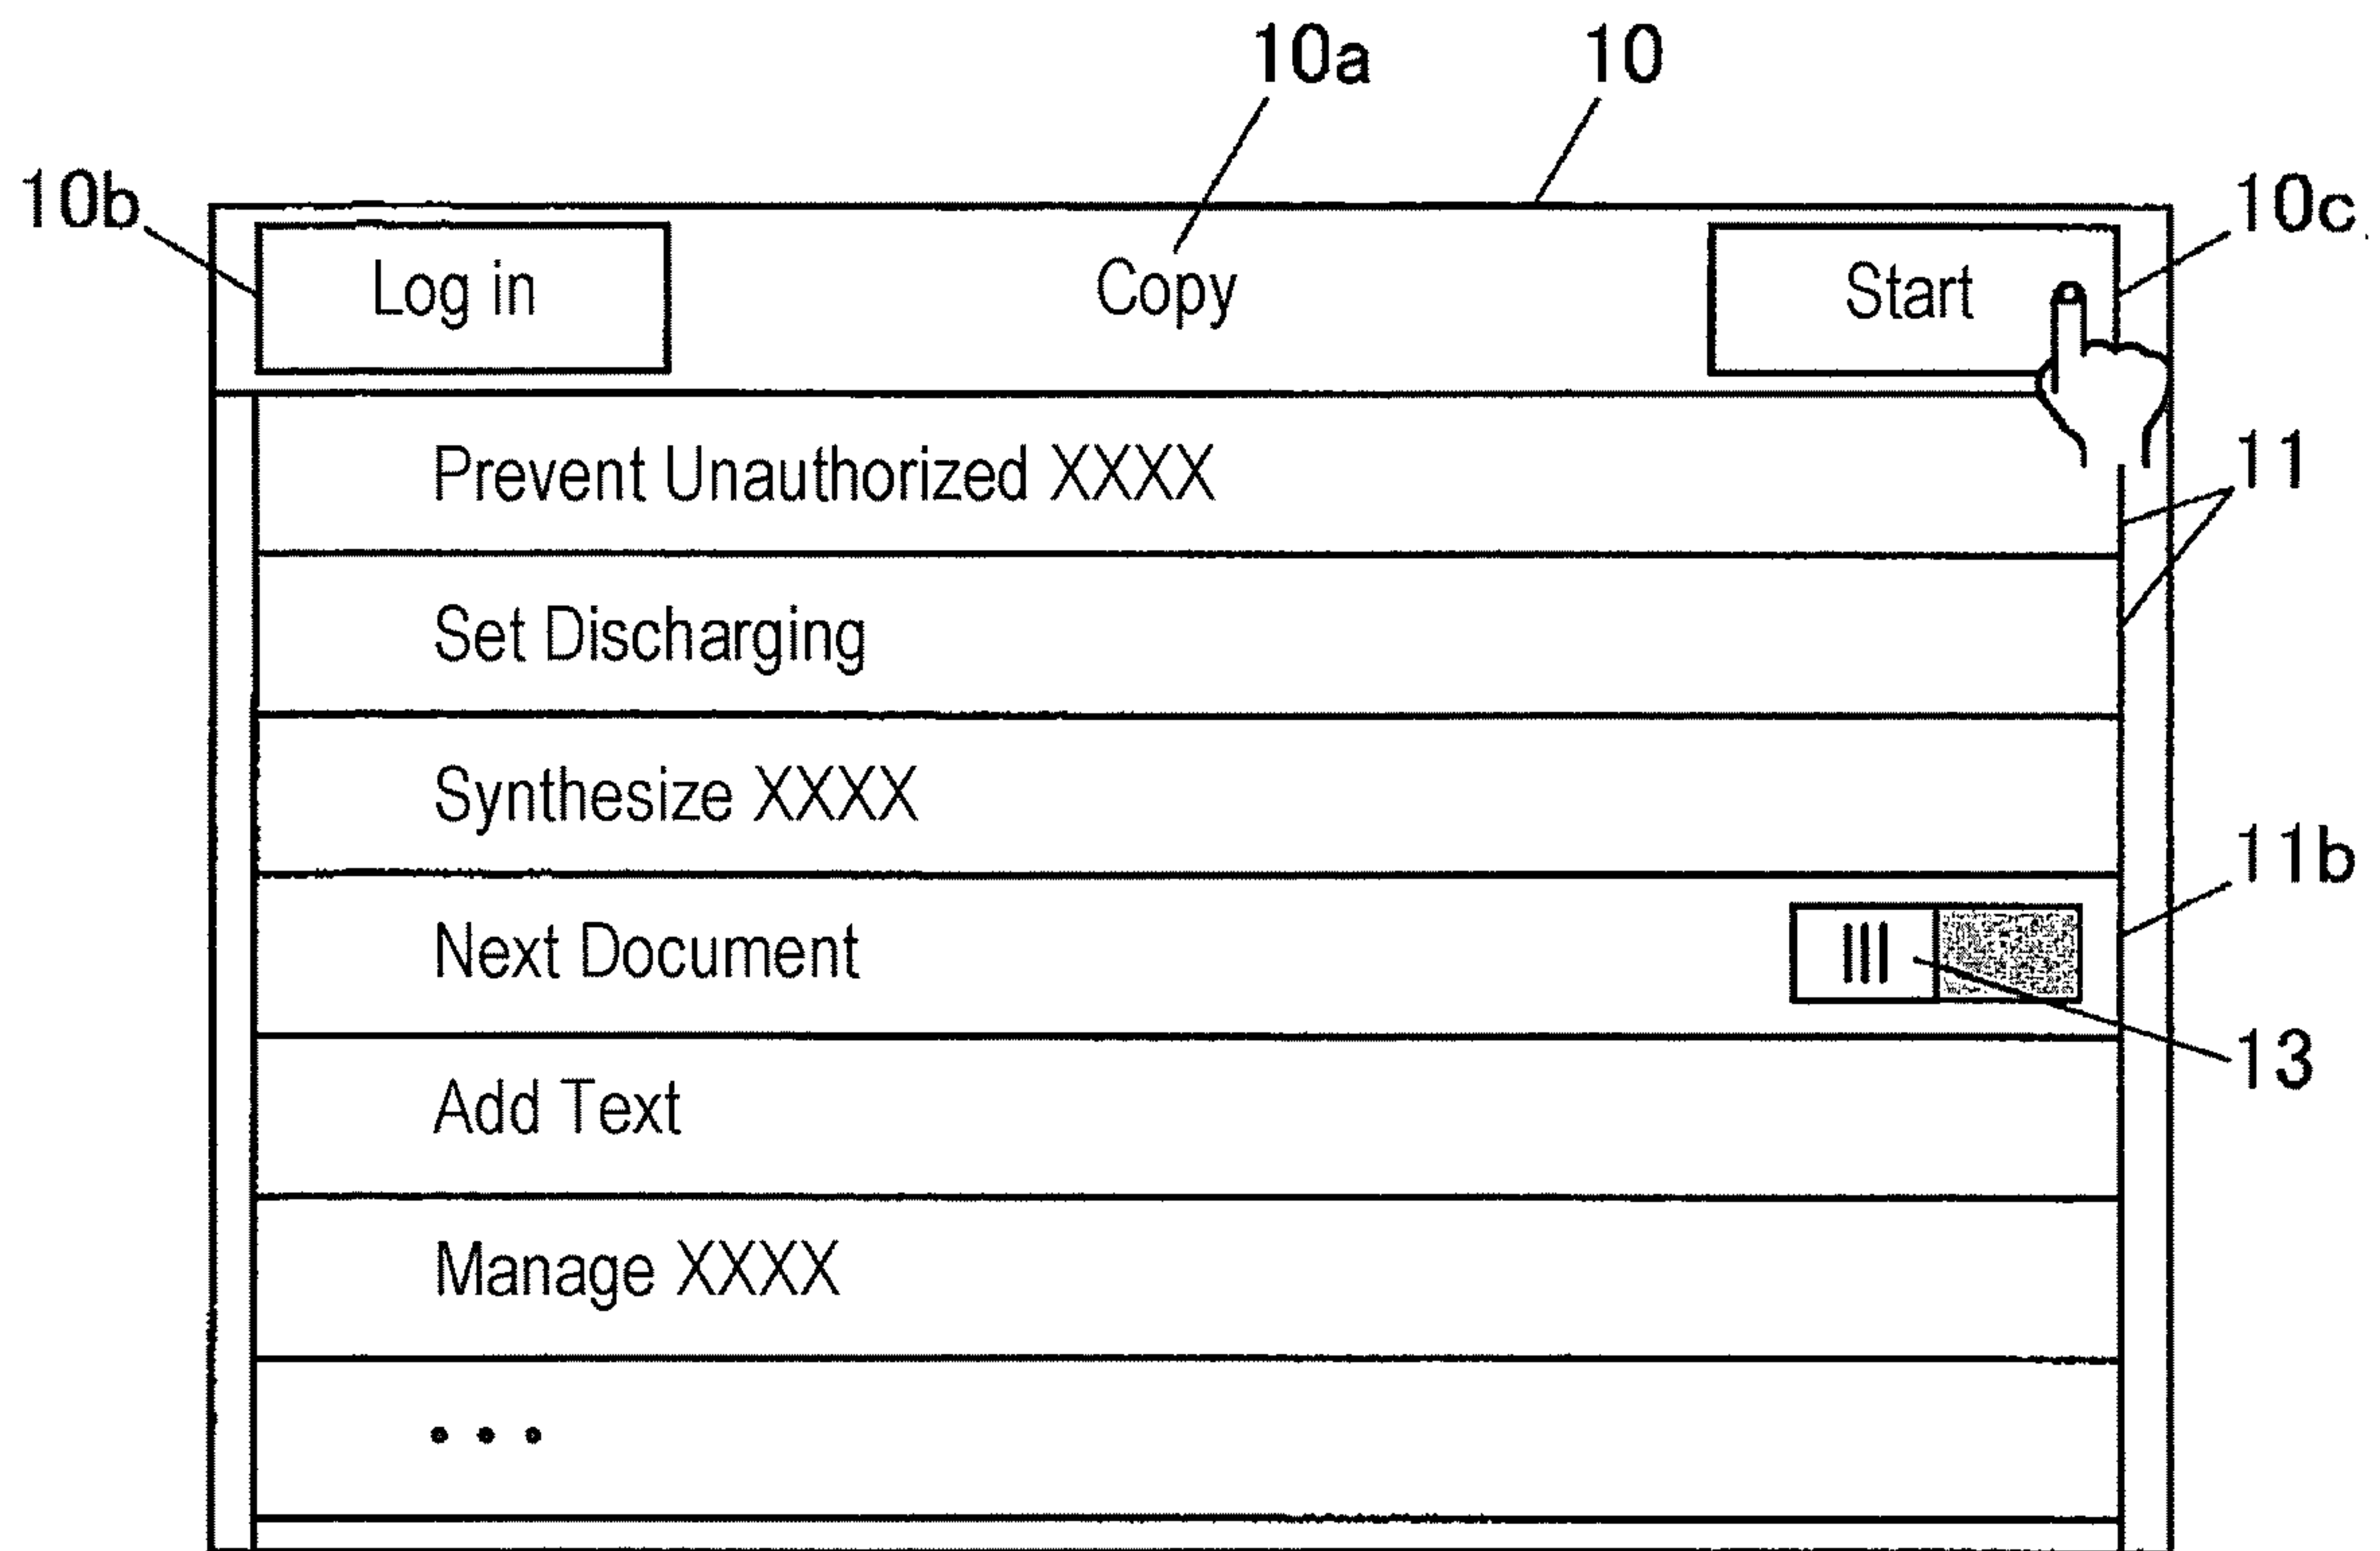 10a 10
10b 10c
Log in Copy Start
11
Prevent Unauthorized XXXX
Set Discharging
Synthesize XXXX
11b
Next Document
13
Add Text
Manage XXXX
• • •